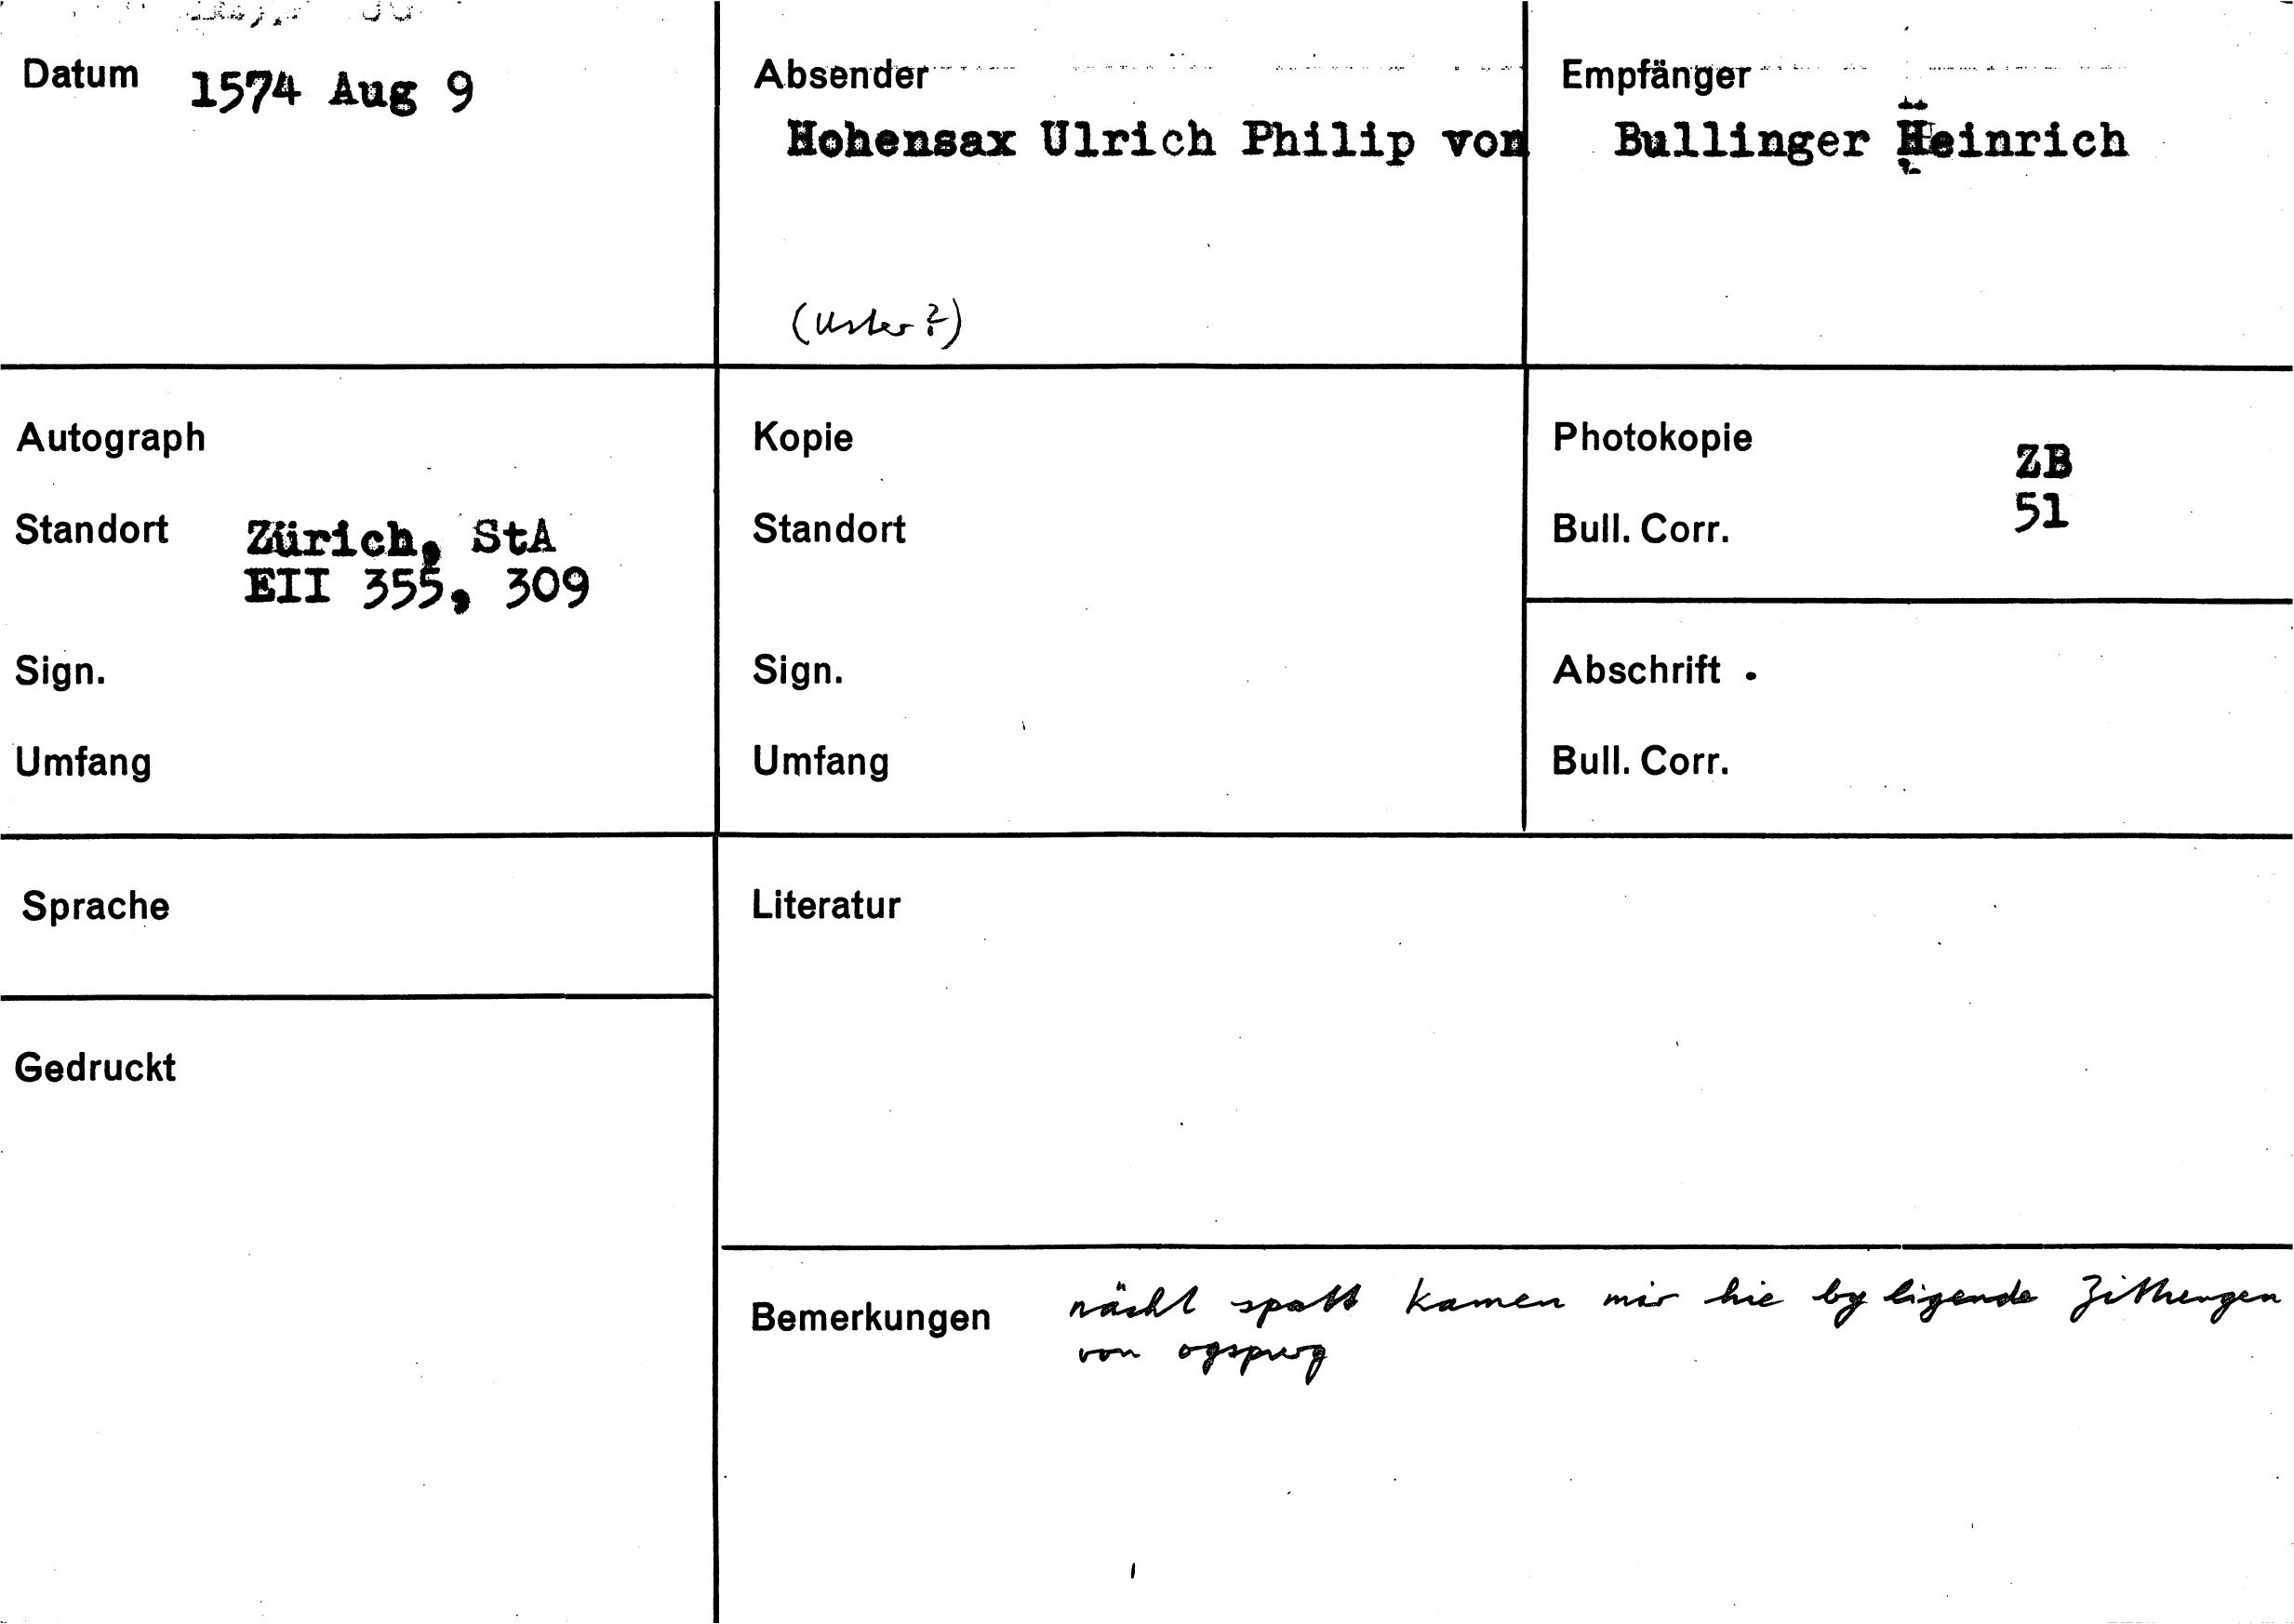 Datum 1574 Aug 9
Absender
Hohensax Ulrich Philip von
(Uster?)
Empfänger
Bullinger Heinrich
Autograph
Standort Zürich, StA
EII 355, 309
Sign.
Umfang
Kopie
Standort
Sign.
Umfang
Photokopie ZB
Bull. Corr. 51
Abschrift .
Bull. Corr.
Sprache
Literatur
Gedruckt
Bemerkungen nächt spatt kamen mir hie by ligende Zithungen
von ogspurg